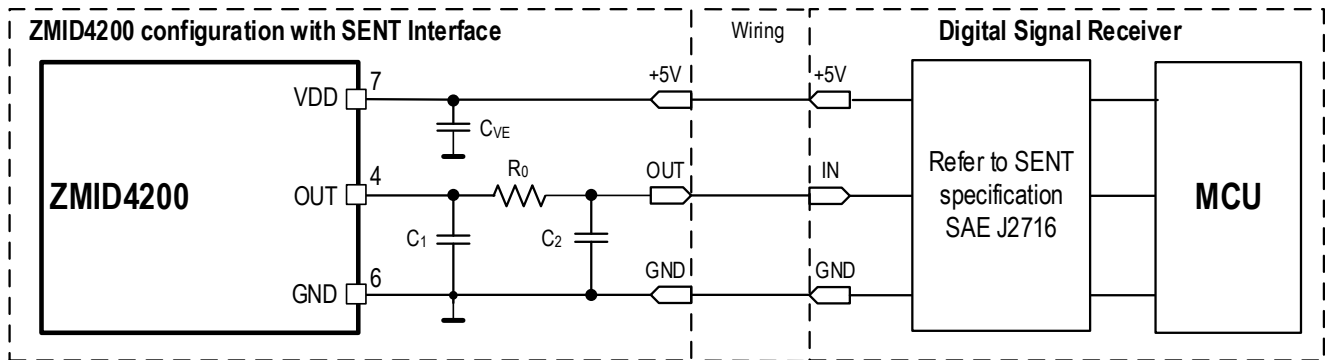 ZMID4200 configuration with SENT Interface
Wiring
Digital Signal Receiver
7
VDD
+5V
+5V
CVE
ZMID4200
4
OUT
R0
OUT
IN
C1
C2
Refer to SENT
specification
SAE J2716
MCU
6
GND
GND
GND